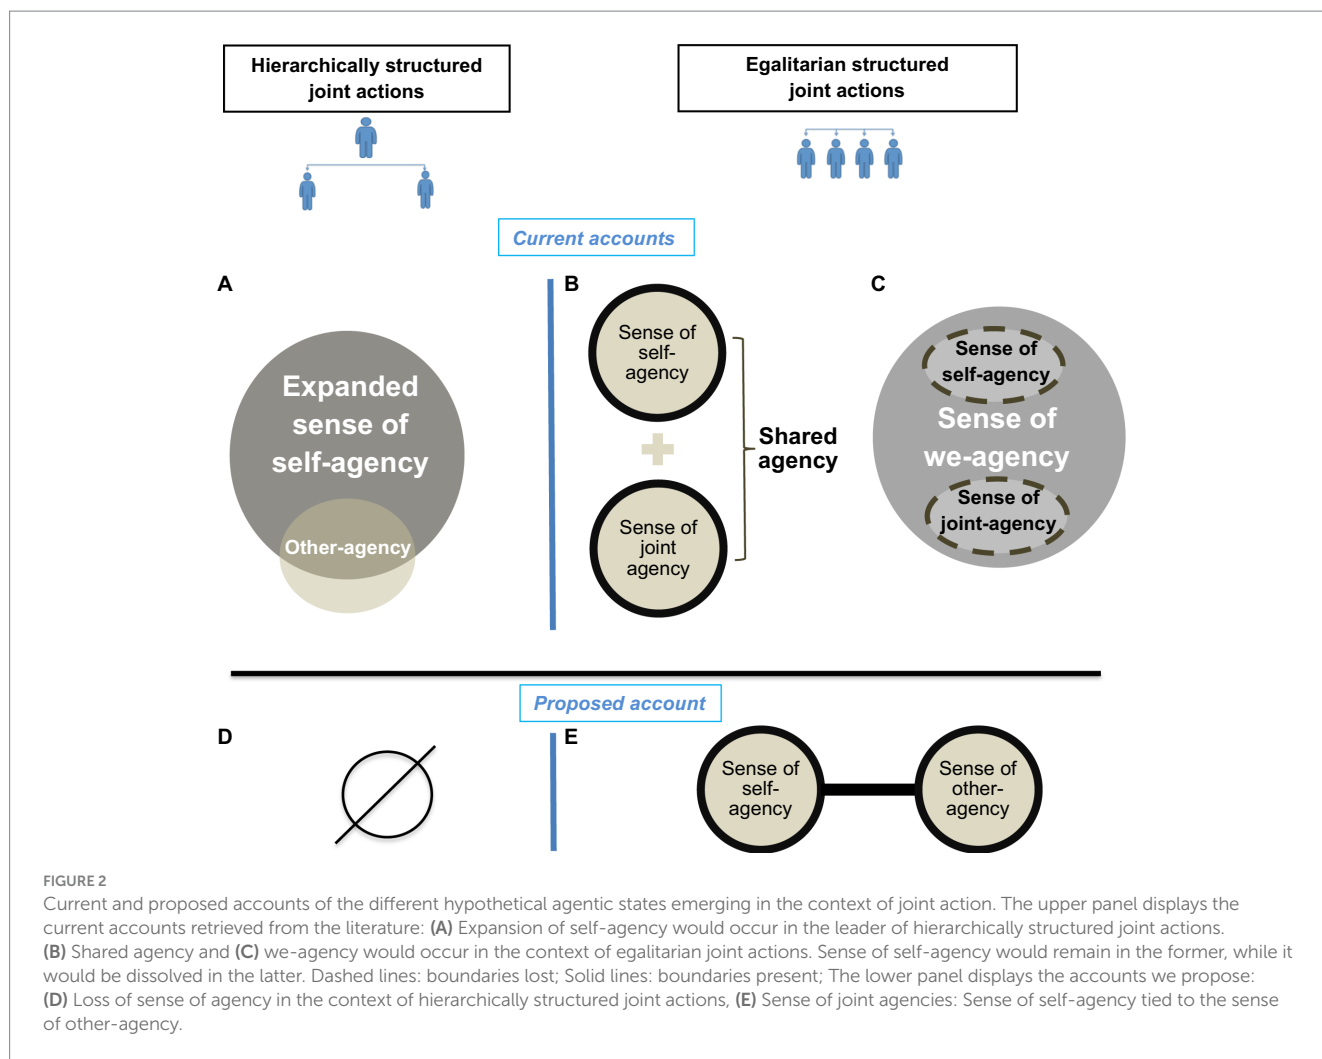 Hierarchically structured
joint actions
Egalitarian structured
joint actions
Current accounts
A
Expanded
sense of
self-agency
Other-agency
B
Sense of
self-
agency
Sense of
joint
agency
Shared
agency
C
Sense of
self-agency
Sense of
we-agency
Sense of
joint-agency
Proposed account
D
E
Sense of
self-
agency
Sense of
other-
agency
FIGURE 2
Current and proposed accounts of the different hypothetical agentic states emerging in the context of joint action. The upper panel displays the
current accounts retrieved from the literature: (A) Expansion of self-agency would occur in the leader of hierarchically structured joint actions.
(B) Shared agency and (C) we-agency would occur in the context of egalitarian joint actions. Sense of self-agency would remain in the former, while it
would be dissolved in the latter. Dashed lines: boundaries lost; Solid lines: boundaries present; The lower panel displays the accounts we propose:
(D) Loss of sense of agency in the context of hierarchically structured joint actions, (E) Sense of joint agencies: Sense of self-agency tied to the sense
of other-agency.